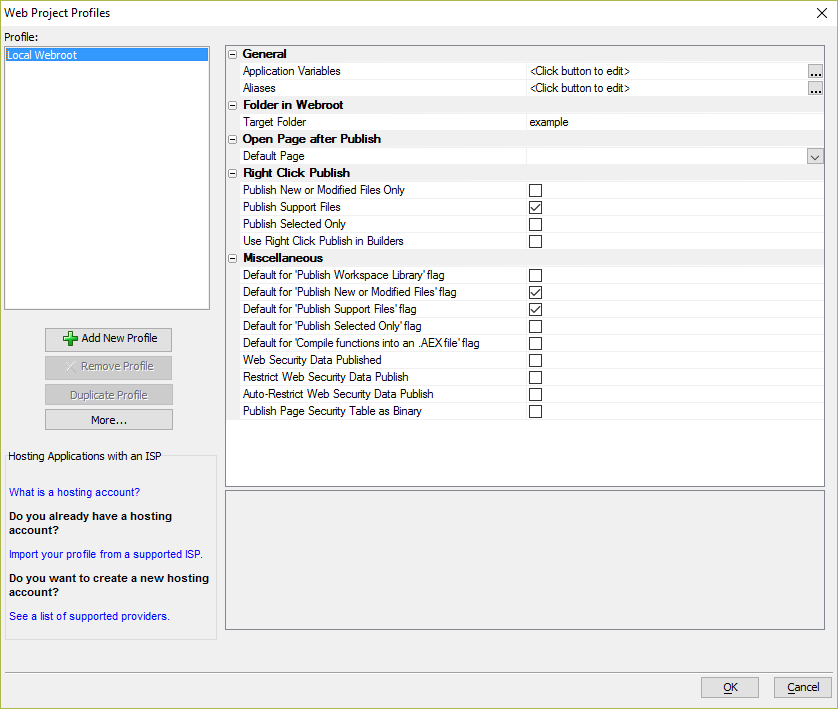 Web Project Profiles
Profile:
Local Webroot
Add New Profile
Remove Profile
Duplicate Profile
More...
Hosting Applications with an ISP
What is a hosting account?
Do you already have a hosting
account?
Import your profile from a supported ISP.
Do you want to create a new hosting
account?
See a list of supported providers.
General
Application Variables <Click button to edit> ...
Aliases <Click button to edit> ...
Folder in Webroot
Target Folder example
Open Page after Publish
Default Page
Right Click Publish
Publish New or Modified Files Only
Publish Support Files
Publish Selected Only
Use Right Click Publish in Builders
Miscellaneous
Default for 'Publish Workspace Library' flag
Default for 'Publish New or Modified Files' flag
Default for 'Publish Support Files' flag
Default for 'Publish Selected Only' flag
Default for 'Compile functions into an .AEX file' flag
Web Security Data Published
Restrict Web Security Data Publish
Auto-Restrict Web Security Data Publish
Publish Page Security Table as Binary
OK
Cancel